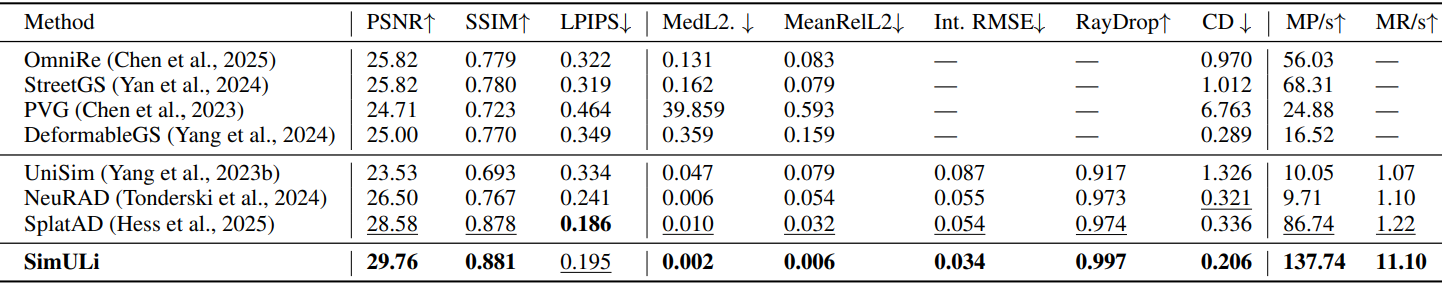 Method PSNR↑ SSIM↑ LPIPS↓ MedL2. ↓ MeanRelL2↓ Int. RMSE↓ RayDrop↑ CD ↓ MP/s↑ MR/s↑
OmniRe (Chen et al., 2025) 25.82 0.779 0.322 0.131 0.083 — — 0.970 56.03 —
StreetGS (Yan et al., 2024) 25.82 0.780 0.319 0.162 0.079 — — 1.012 68.31 —
PVG (Chen et al., 2023) 24.71 0.723 0.464 39.859 0.593 — — 6.763 24.88 —
DeformableGS (Yang et al., 2024) 25.00 0.770 0.349 0.359 0.159 — — 0.289 16.52 —
UniSim (Yang et al., 2023b) 23.53 0.693 0.334 0.047 0.079 0.087 0.917 1.326 10.05 1.07
NeuRAD (Tonderski et al., 2024) 26.50 0.767 0.241 0.006 0.054 0.055 0.973 0.321 9.71 1.10
SplatAD (Hess et al., 2025) 28.58 0.878 0.186 0.010 0.032 0.054 0.974 0.336 86.74 1.22
SimULi 29.76 0.881 0.195 0.002 0.006 0.034 0.997 0.206 137.74 11.10